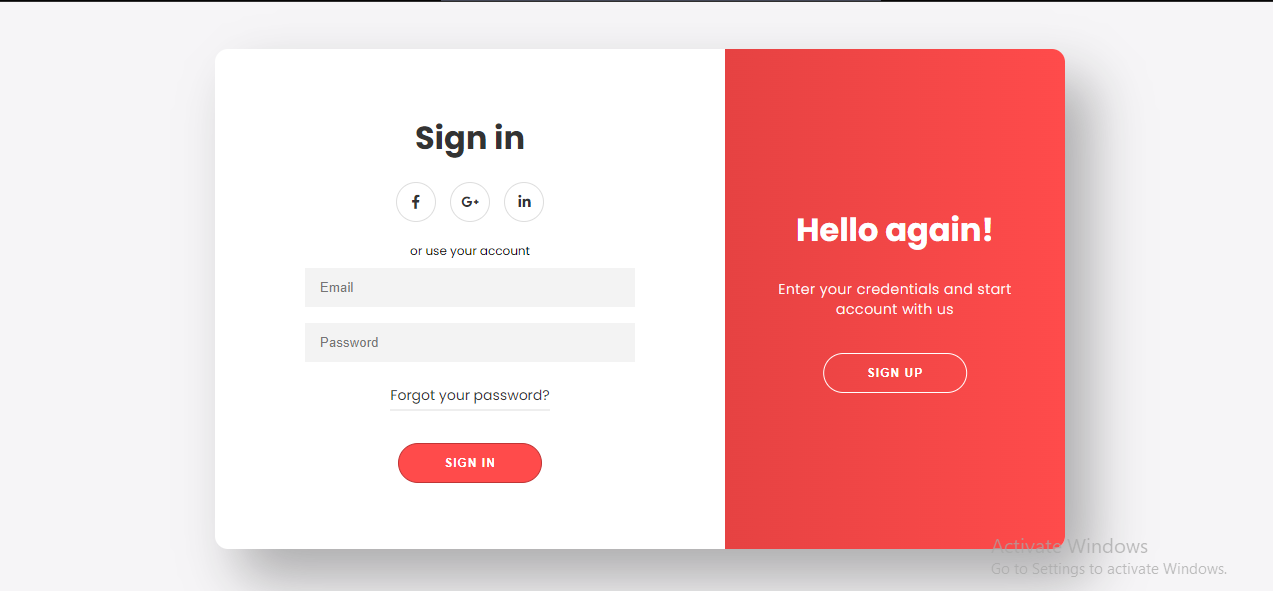 Sign in
f
G+
in
or use your account
Email
Password
Forgot your password?
SIGN IN
Hello again!
Enter your credentials and start
account with us
SIGN UP
Activate Windows
Go to Settings to activate Windows.